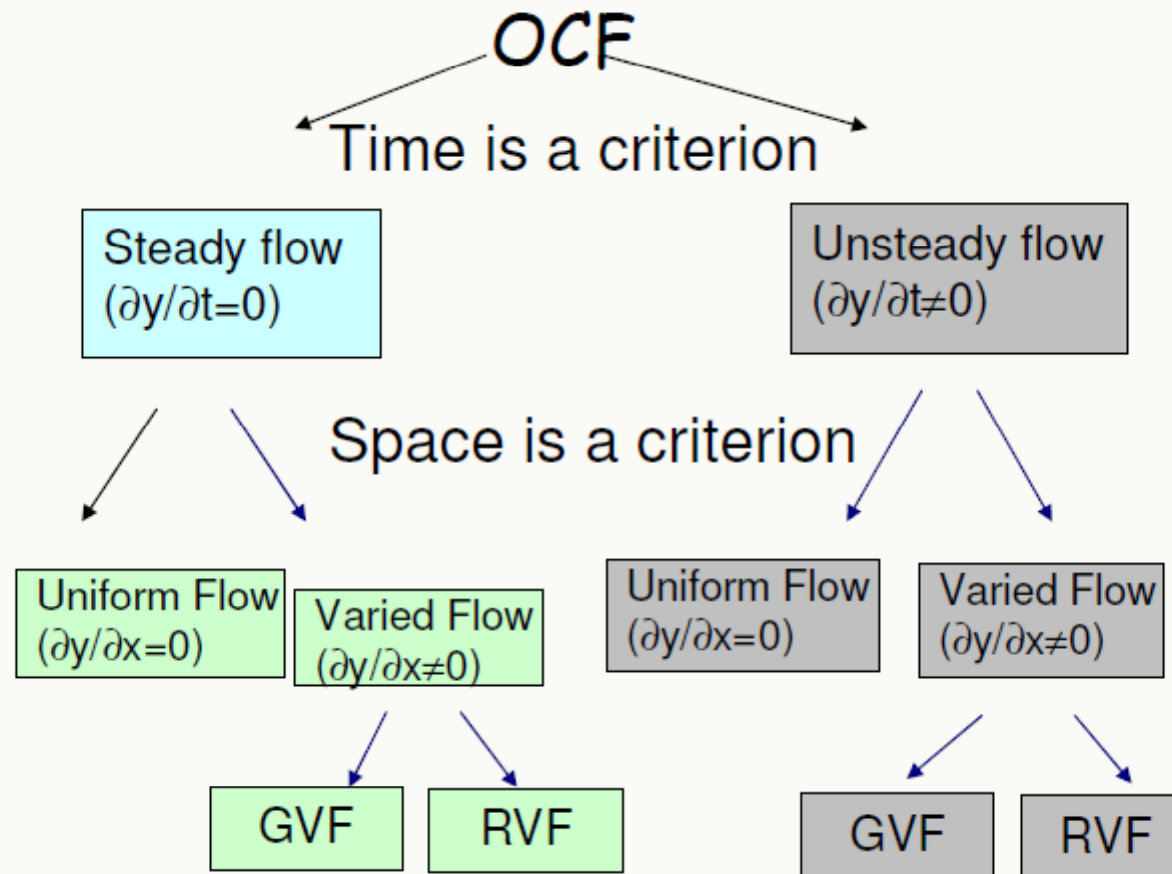 OCF
Time is a criterion
Steady flow
(∂y/∂t=0)
Unsteady flow
(∂y/∂t≠0)
Space is a criterion
Uniform Flow
(∂y/∂x=0)
Varied Flow
(∂y/∂x≠0)
Uniform Flow
(∂y/∂x=0)
Varied Flow
(∂y/∂x≠0)
GVF
RVF
GVF
RVF